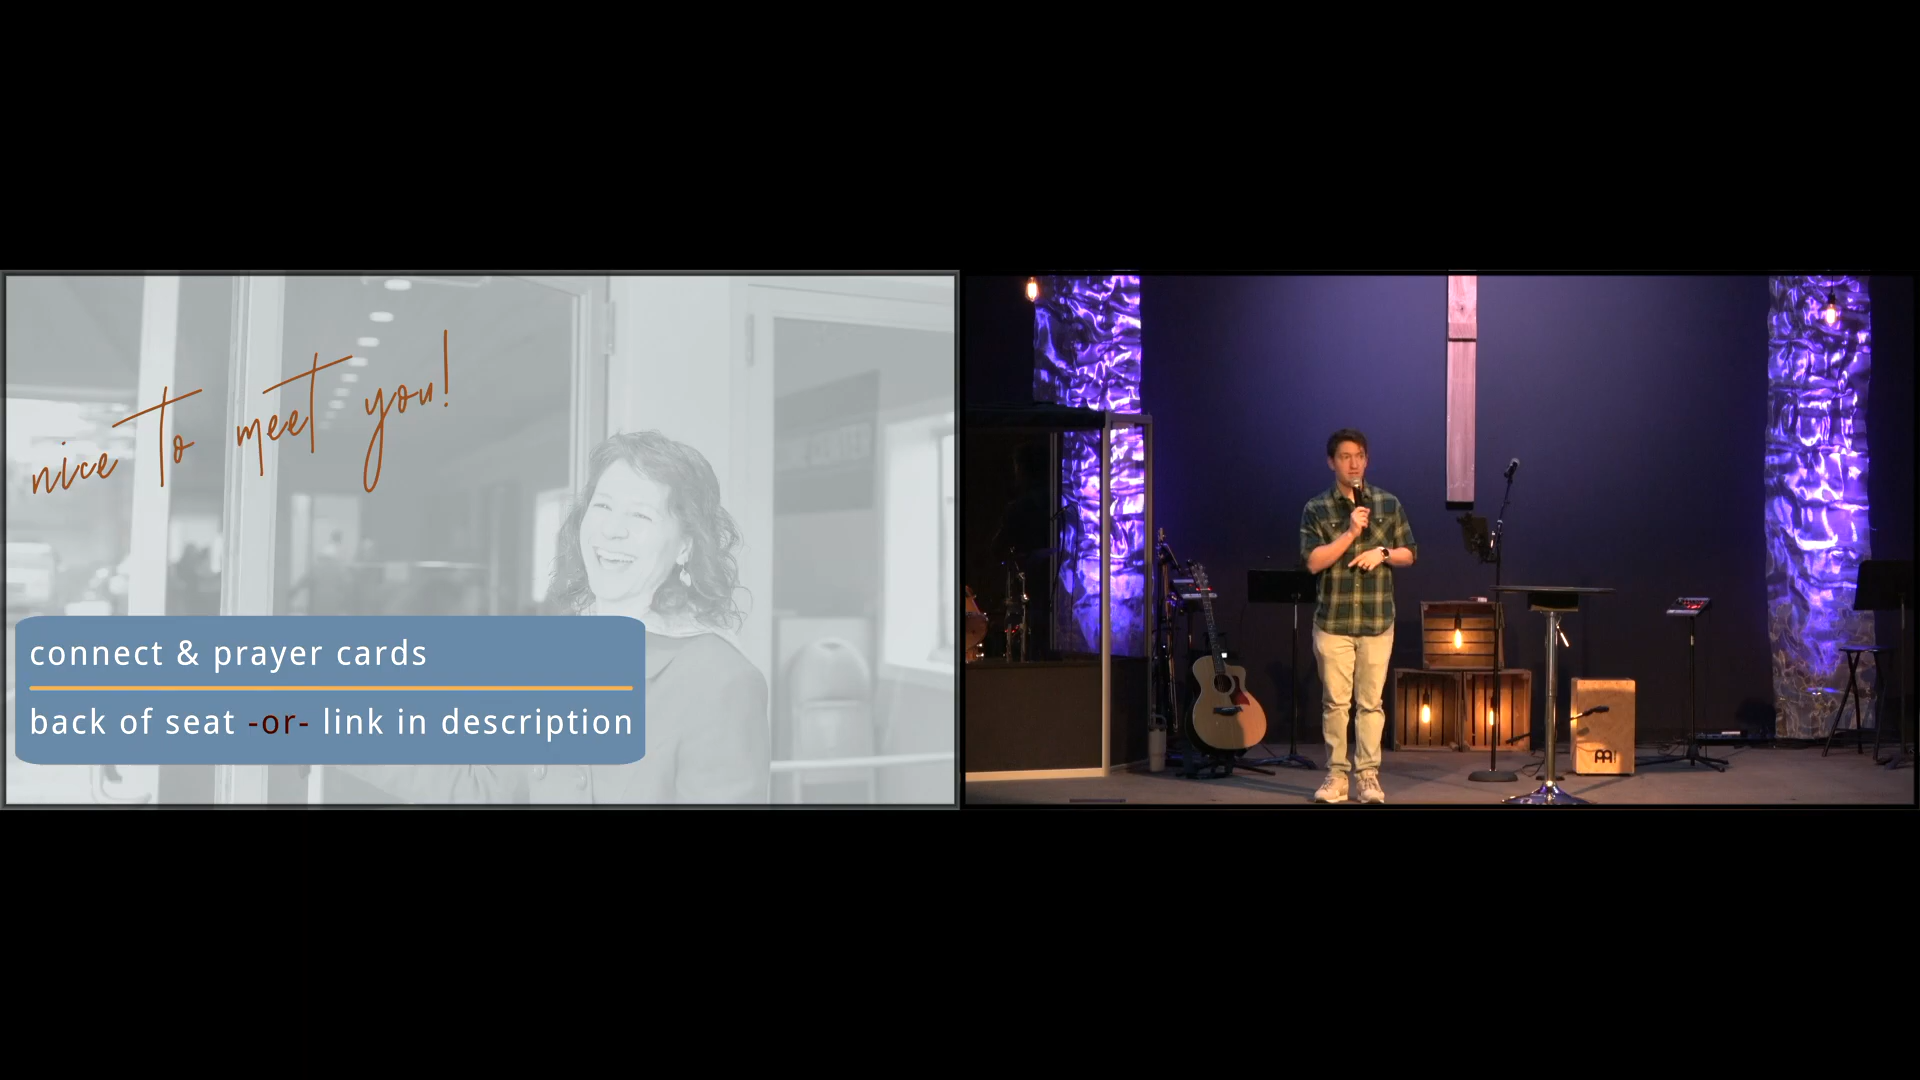 nice to meet you!
connect & prayer cards
back of seat -or- link in description